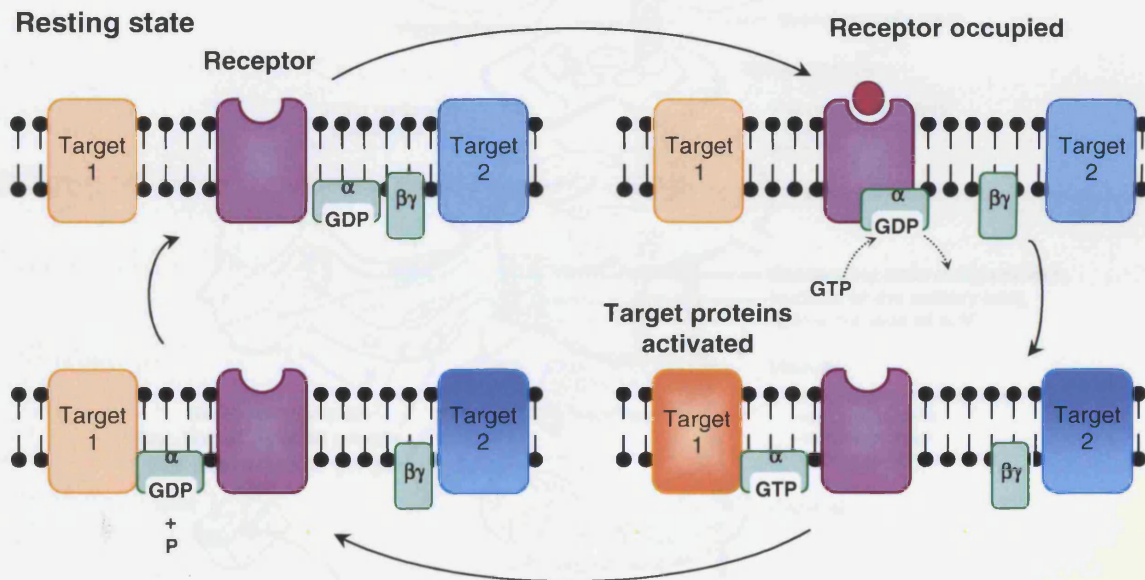 Resting state
Receptor
Target
1
α
GDP
βγ
Target
2
Receptor occupied
Target
1
α
GDP
βγ
Target
2
GTP
Target proteins
activated
Target
1
α
GTP
βγ
Target
2
Target
1
α
GDP
+
P
βγ
Target
2